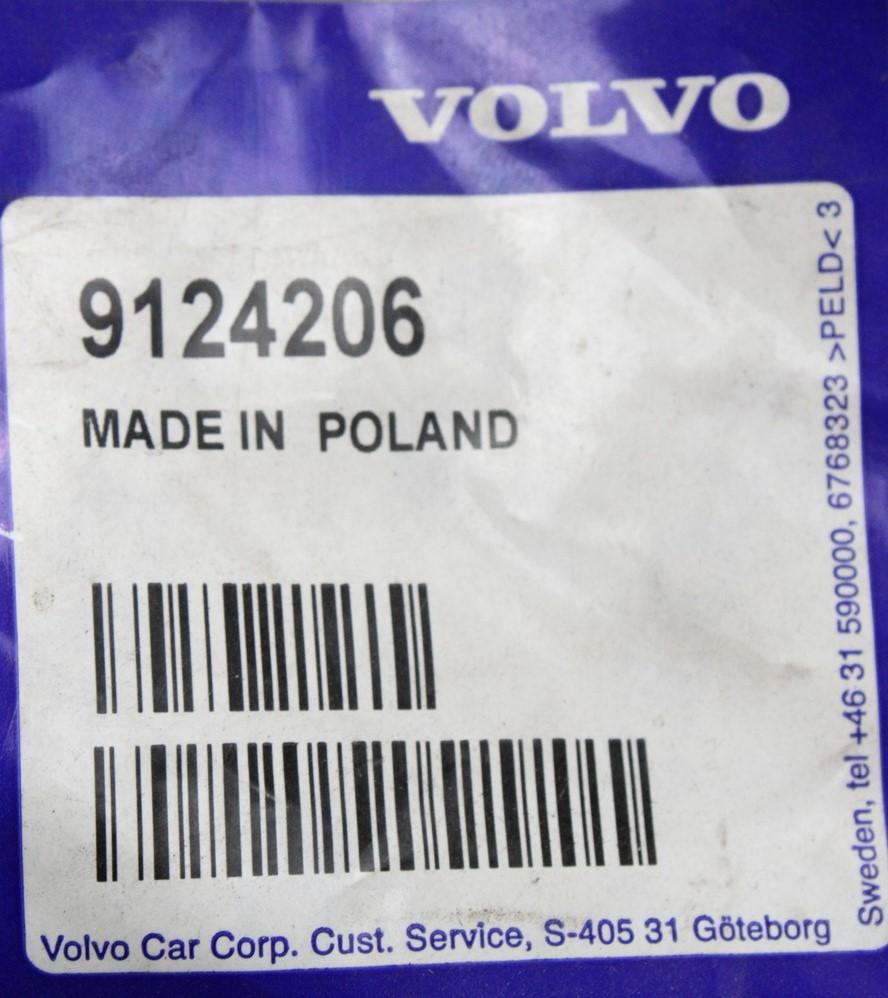 VOLVO
9124206
MADE IN POLAND
Volvo Car Corp. Cust. Service, S-405 31 Göteborg
Sweden, tel +46 31 590000, 6768323 >PELD< 3